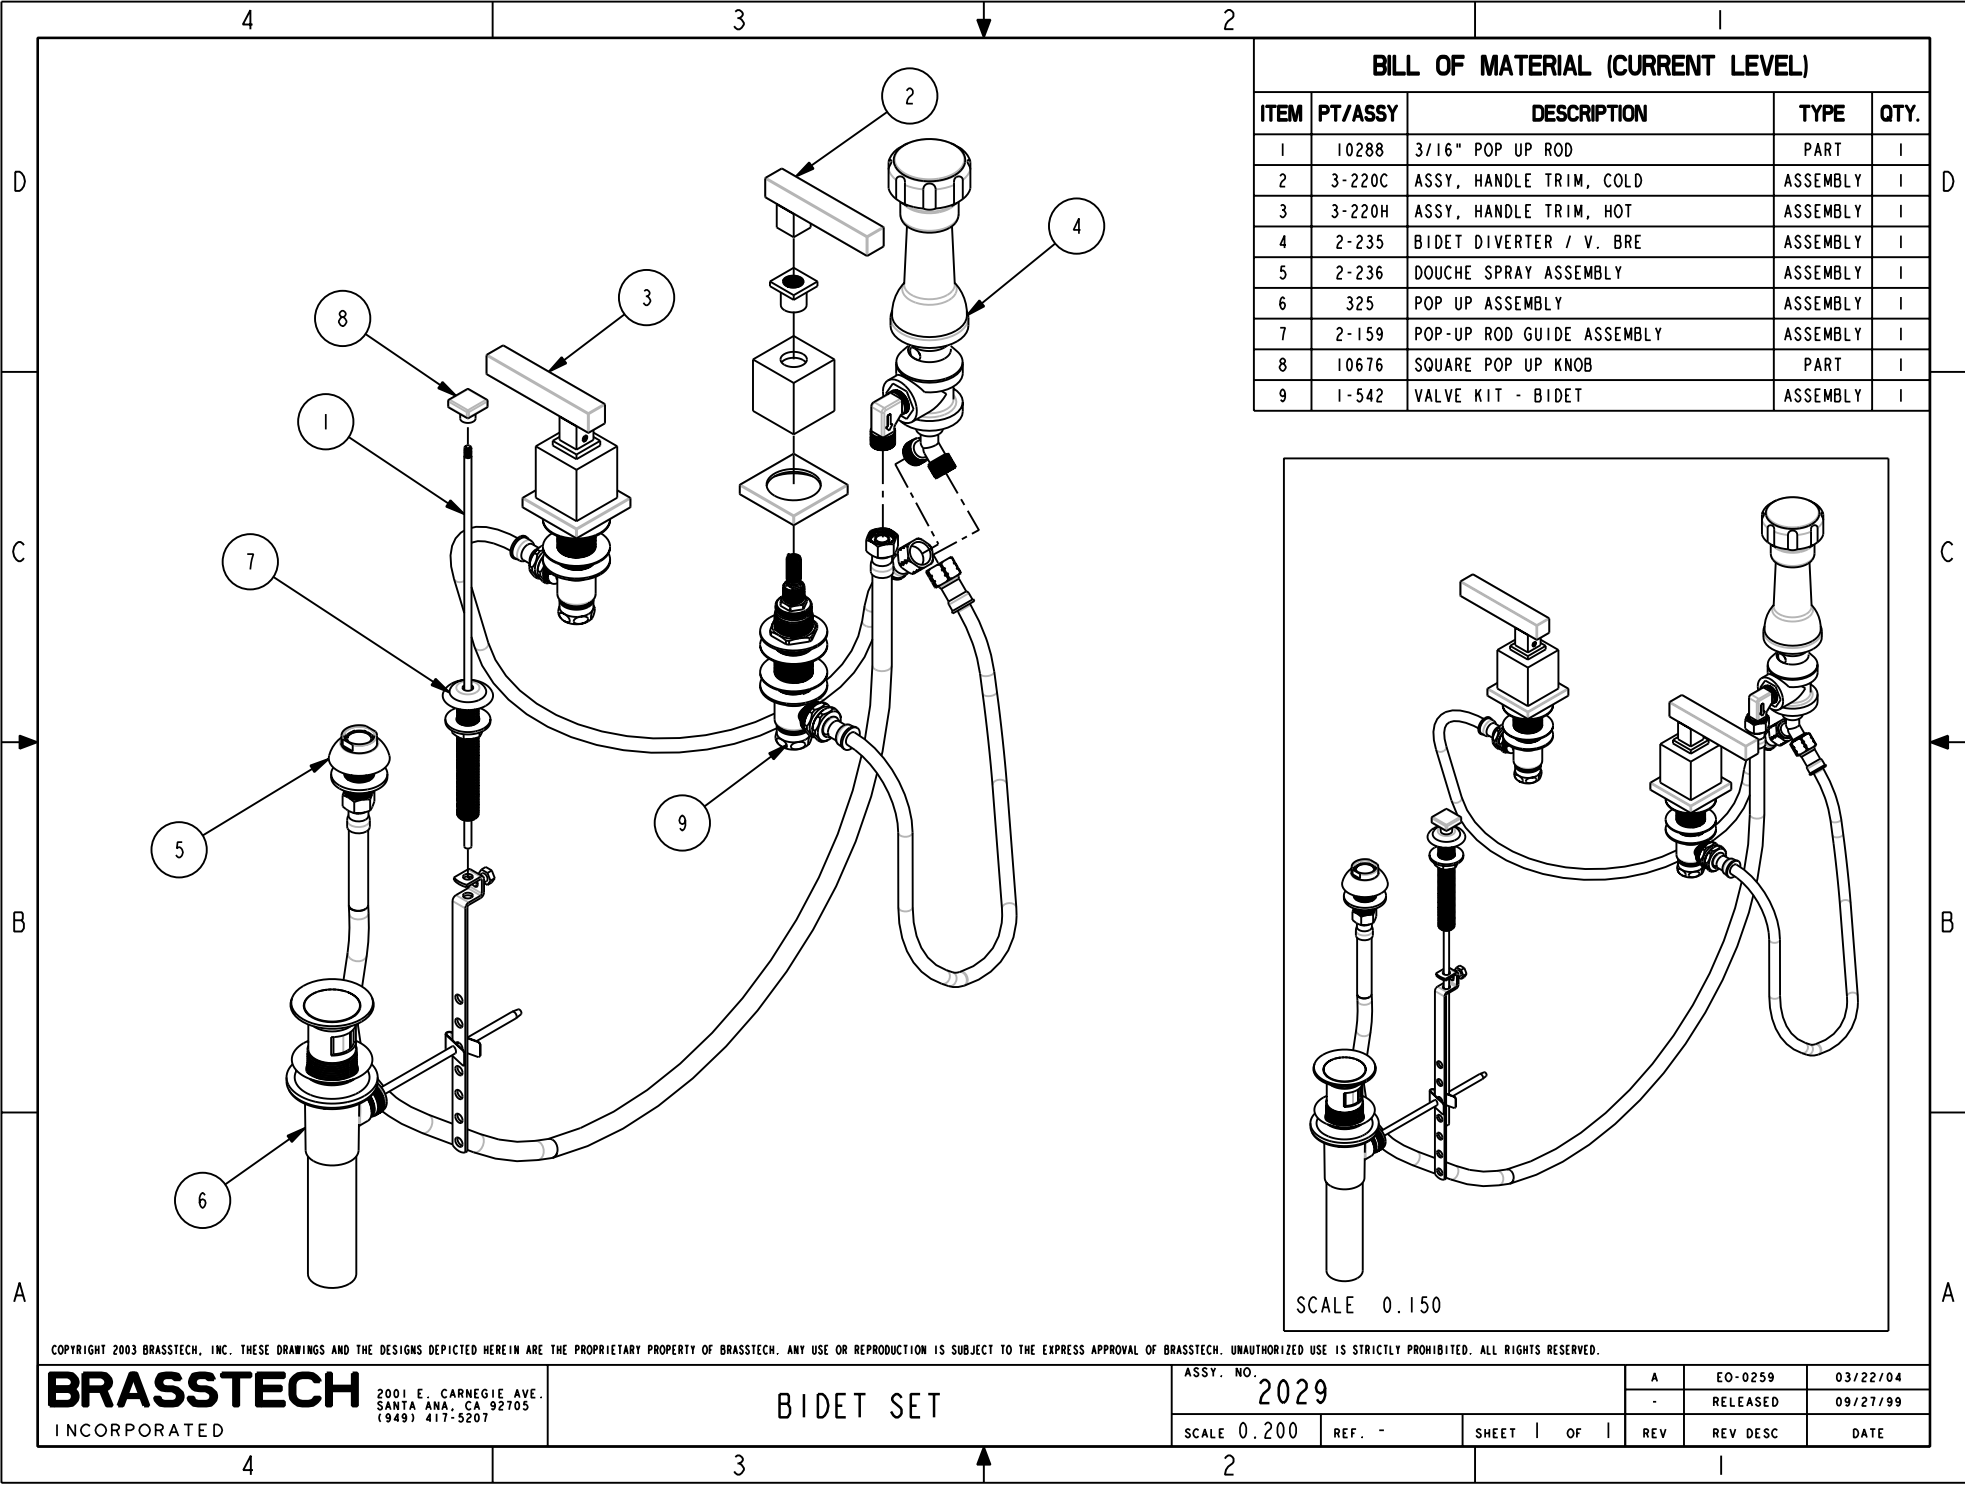 4 3 2 1
BILL OF MATERIAL (CURRENT LEVEL)
ITEM PT/ASSY DESCRIPTION TYPE QTY.
1 10288 3/16" POP UP ROD PART 1
2 3-220C ASSY, HANDLE TRIM, COLD ASSEMBLY 1
3 3-220H ASSY, HANDLE TRIM, HOT ASSEMBLY 1
4 2-235 BIDET DIVERTER / V. BRE ASSEMBLY 1
5 2-236 DOUCHE SPRAY ASSEMBLY ASSEMBLY 1
6 325 POP UP ASSEMBLY ASSEMBLY 1
7 2-159 POP-UP ROD GUIDE ASSEMBLY ASSEMBLY 1
8 10676 SQUARE POP UP KNOB PART 1
9 1-542 VALVE KIT - BIDET ASSEMBLY 1
D D
2
4
3
8
1
C C
7
5
9
B B
6
A A
SCALE 0.150
COPYRIGHT 2003 BRASSTECH, INC. THESE DRAWINGS AND THE DESIGNS DEPICTED HEREIN ARE THE PROPRIETARY PROPERTY OF BRASSTECH. ANY USE OR REPRODUCTION IS SUBJECT TO THE EXPRESS APPROVAL OF BRASSTECH. UNAUTHORIZED USE IS STRICTLY PROHIBITED. ALL RIGHTS RESERVED.
BRASSTECH
INCORPORATED
2001 E. CARNEGIE AVE.
SANTA ANA, CA 92705
(949) 417-5207
BIDET SET
ASSY. NO.
2029
SCALE 0.200 REF. - SHEET 1 OF 1
A EO-0259 03/22/04
- RELEASED 09/27/99
REV REV DESC DATE
4 3 2 1